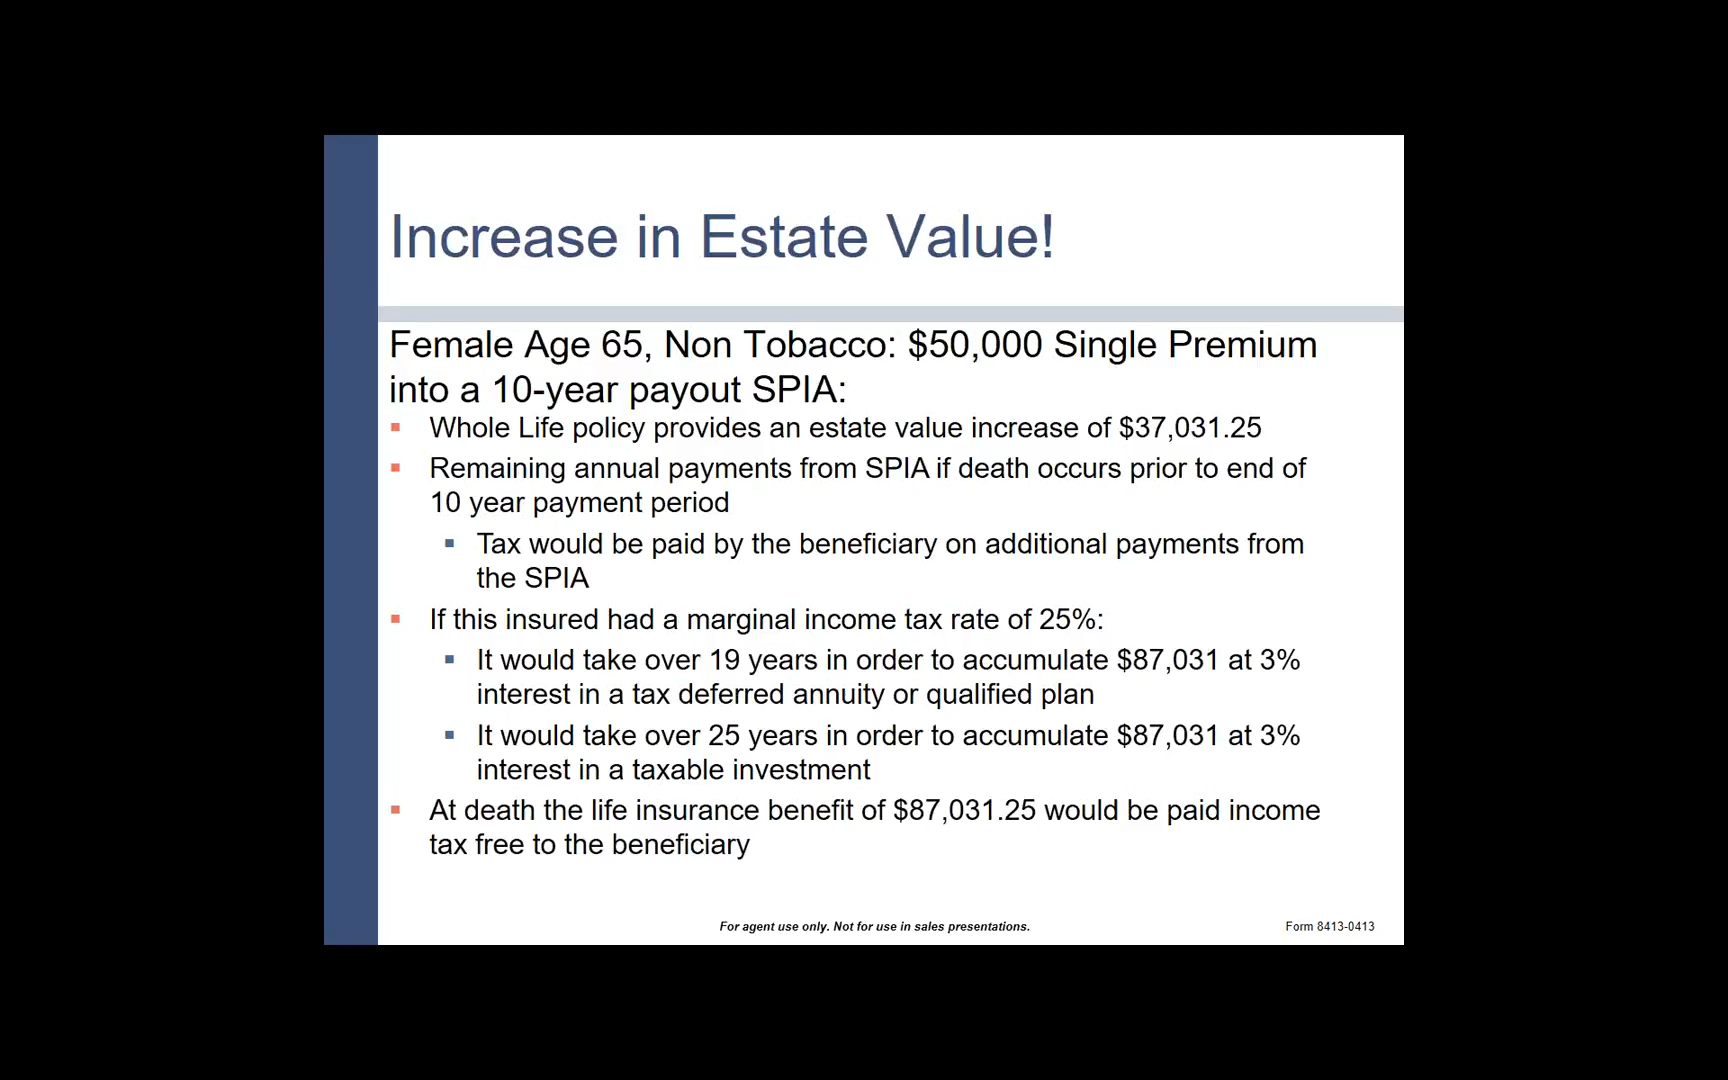 Increase in Estate Value!
Female Age 65, Non Tobacco: $50,000 Single Premium
into a 10-year payout SPIA:
Whole Life policy provides an estate value increase of $37,031.25
Remaining annual payments from SPIA if death occurs prior to end of
10 year payment period
Tax would be paid by the beneficiary on additional payments from
the SPIA
If this insured had a marginal income tax rate of 25%:
It would take over 19 years in order to accumulate $87,031 at 3%
interest in a tax deferred annuity or qualified plan
It would take over 25 years in order to accumulate $87,031 at 3%
interest in a taxable investment
At death the life insurance benefit of $87,031.25 would be paid income
tax free to the beneficiary
For agent use only. Not for use in sales presentations.
Form 8413-0413